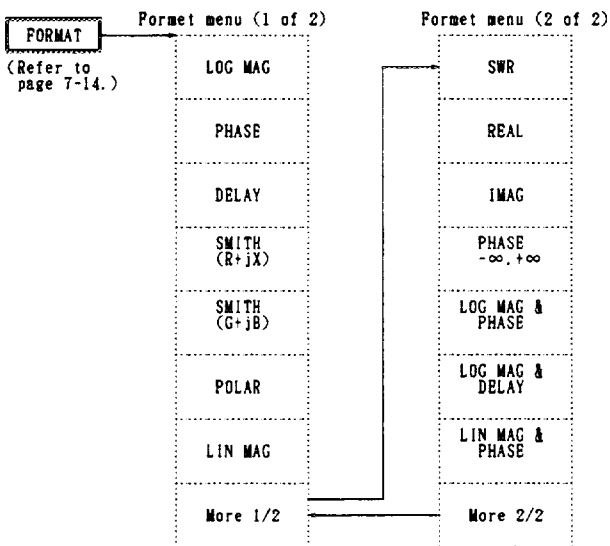 Formet menu (1 of 2)
FORMAT
(Refer to
page 7-14.)
LOG MAG
PHASE
DELAY
SMITH
(R+jX)
SMITH
(G+jB)
POLAR
LIN MAG
More 1/2
Formet menu (2 of 2)
SWR
REAL
IMAG
PHASE
-∞.+∞
LOG MAG &
PHASE
LOG MAG &
DELAY
LIN MAG &
PHASE
More 2/2